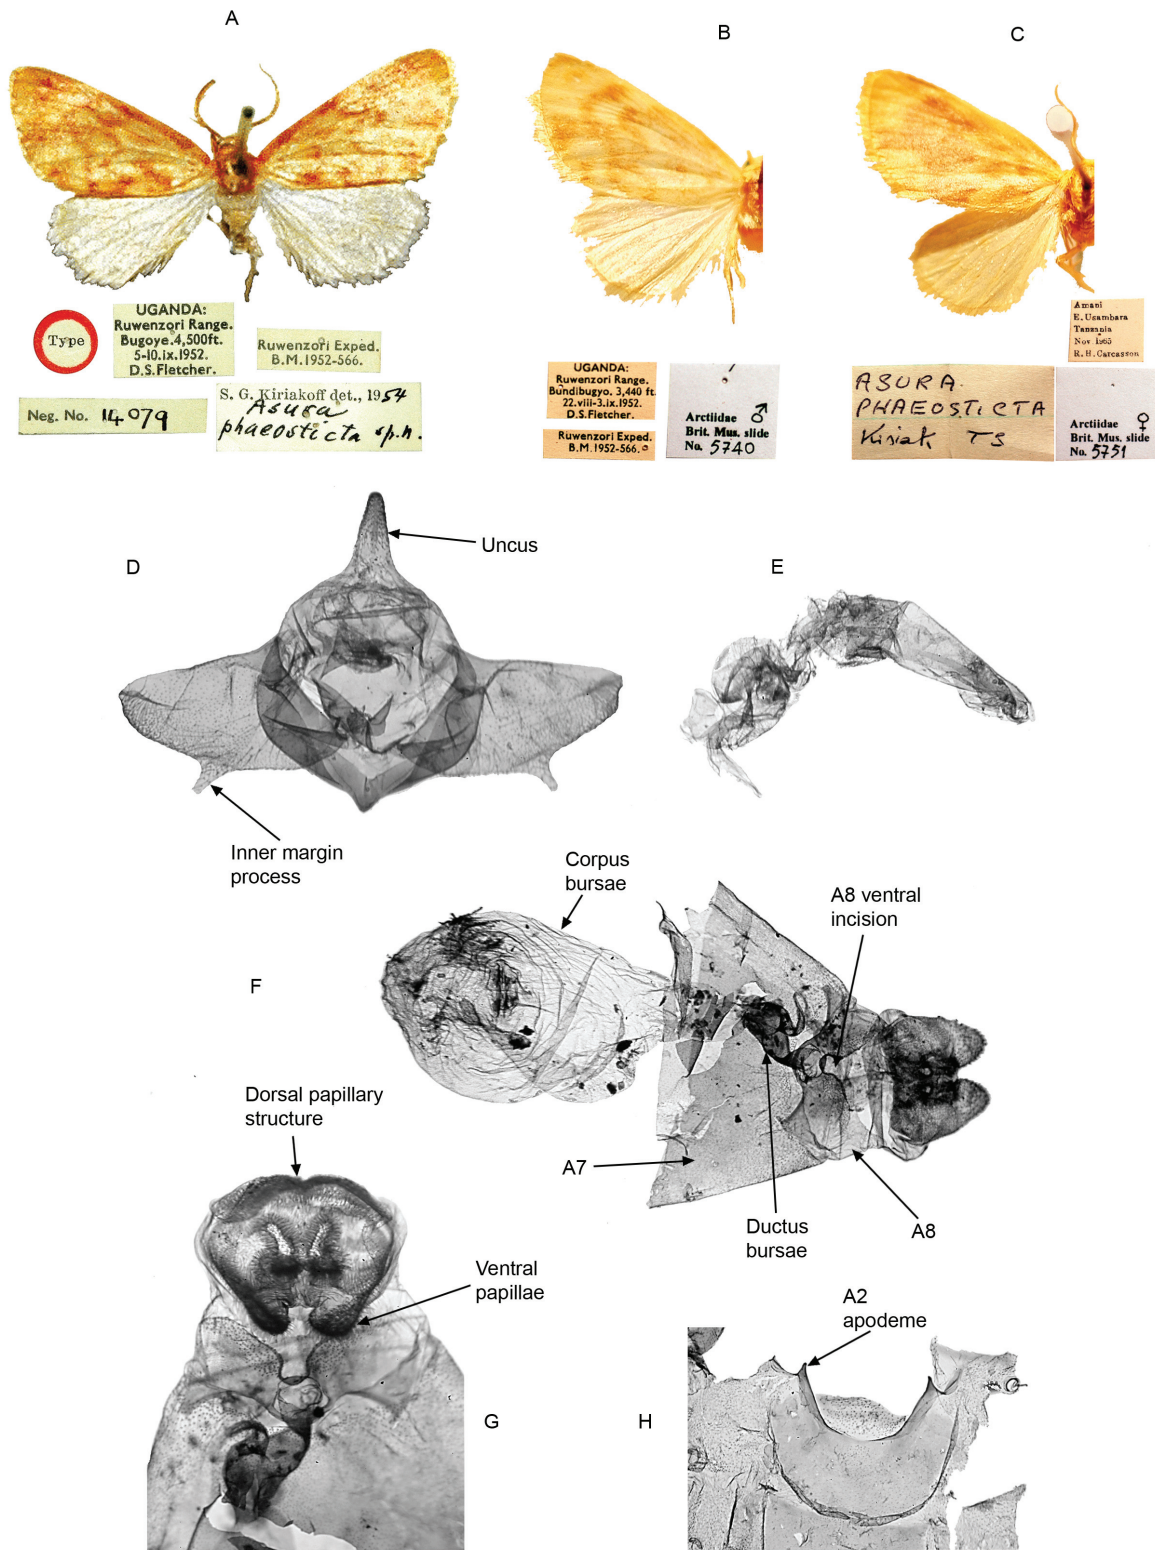 A
B
C
Type
UGANDA:
Ruwenzori Range.
Bugoye.4,500ft.
5-10.ix.1952.
D.S.Fletcher.
Ruwenzori Exped.
B.M.1952-566.
Neg. No. 14079
S. G. Kiriakoff det., 1954
Asura
phaeosticta sp.n.
UGANDA:
Ruwenzori Range.
Bundibugyo, 3,440 ft.
22.viii-3.ix.1952.
D.S.Fletcher.
Ruwenzori Exped.
B.M.1952-566.
Arctiidae ♂
Brit. Mus. slide
No. 5740
Amani
E. Usambara
Tanzania
Nov 1965
R. H. Carcasson
ASURA
PHAEOSTICTA
Kiriak TS
Arctiidae ♀
Brit. Mus. slide
No. 5751
D
Uncus
E
Inner margin
process
Corpus
bursae
A8 ventral
incision
F
Dorsal papillary
structure
A7
Ductus
bursae
A8
Ventral
papillae
A2
apodeme
G
H